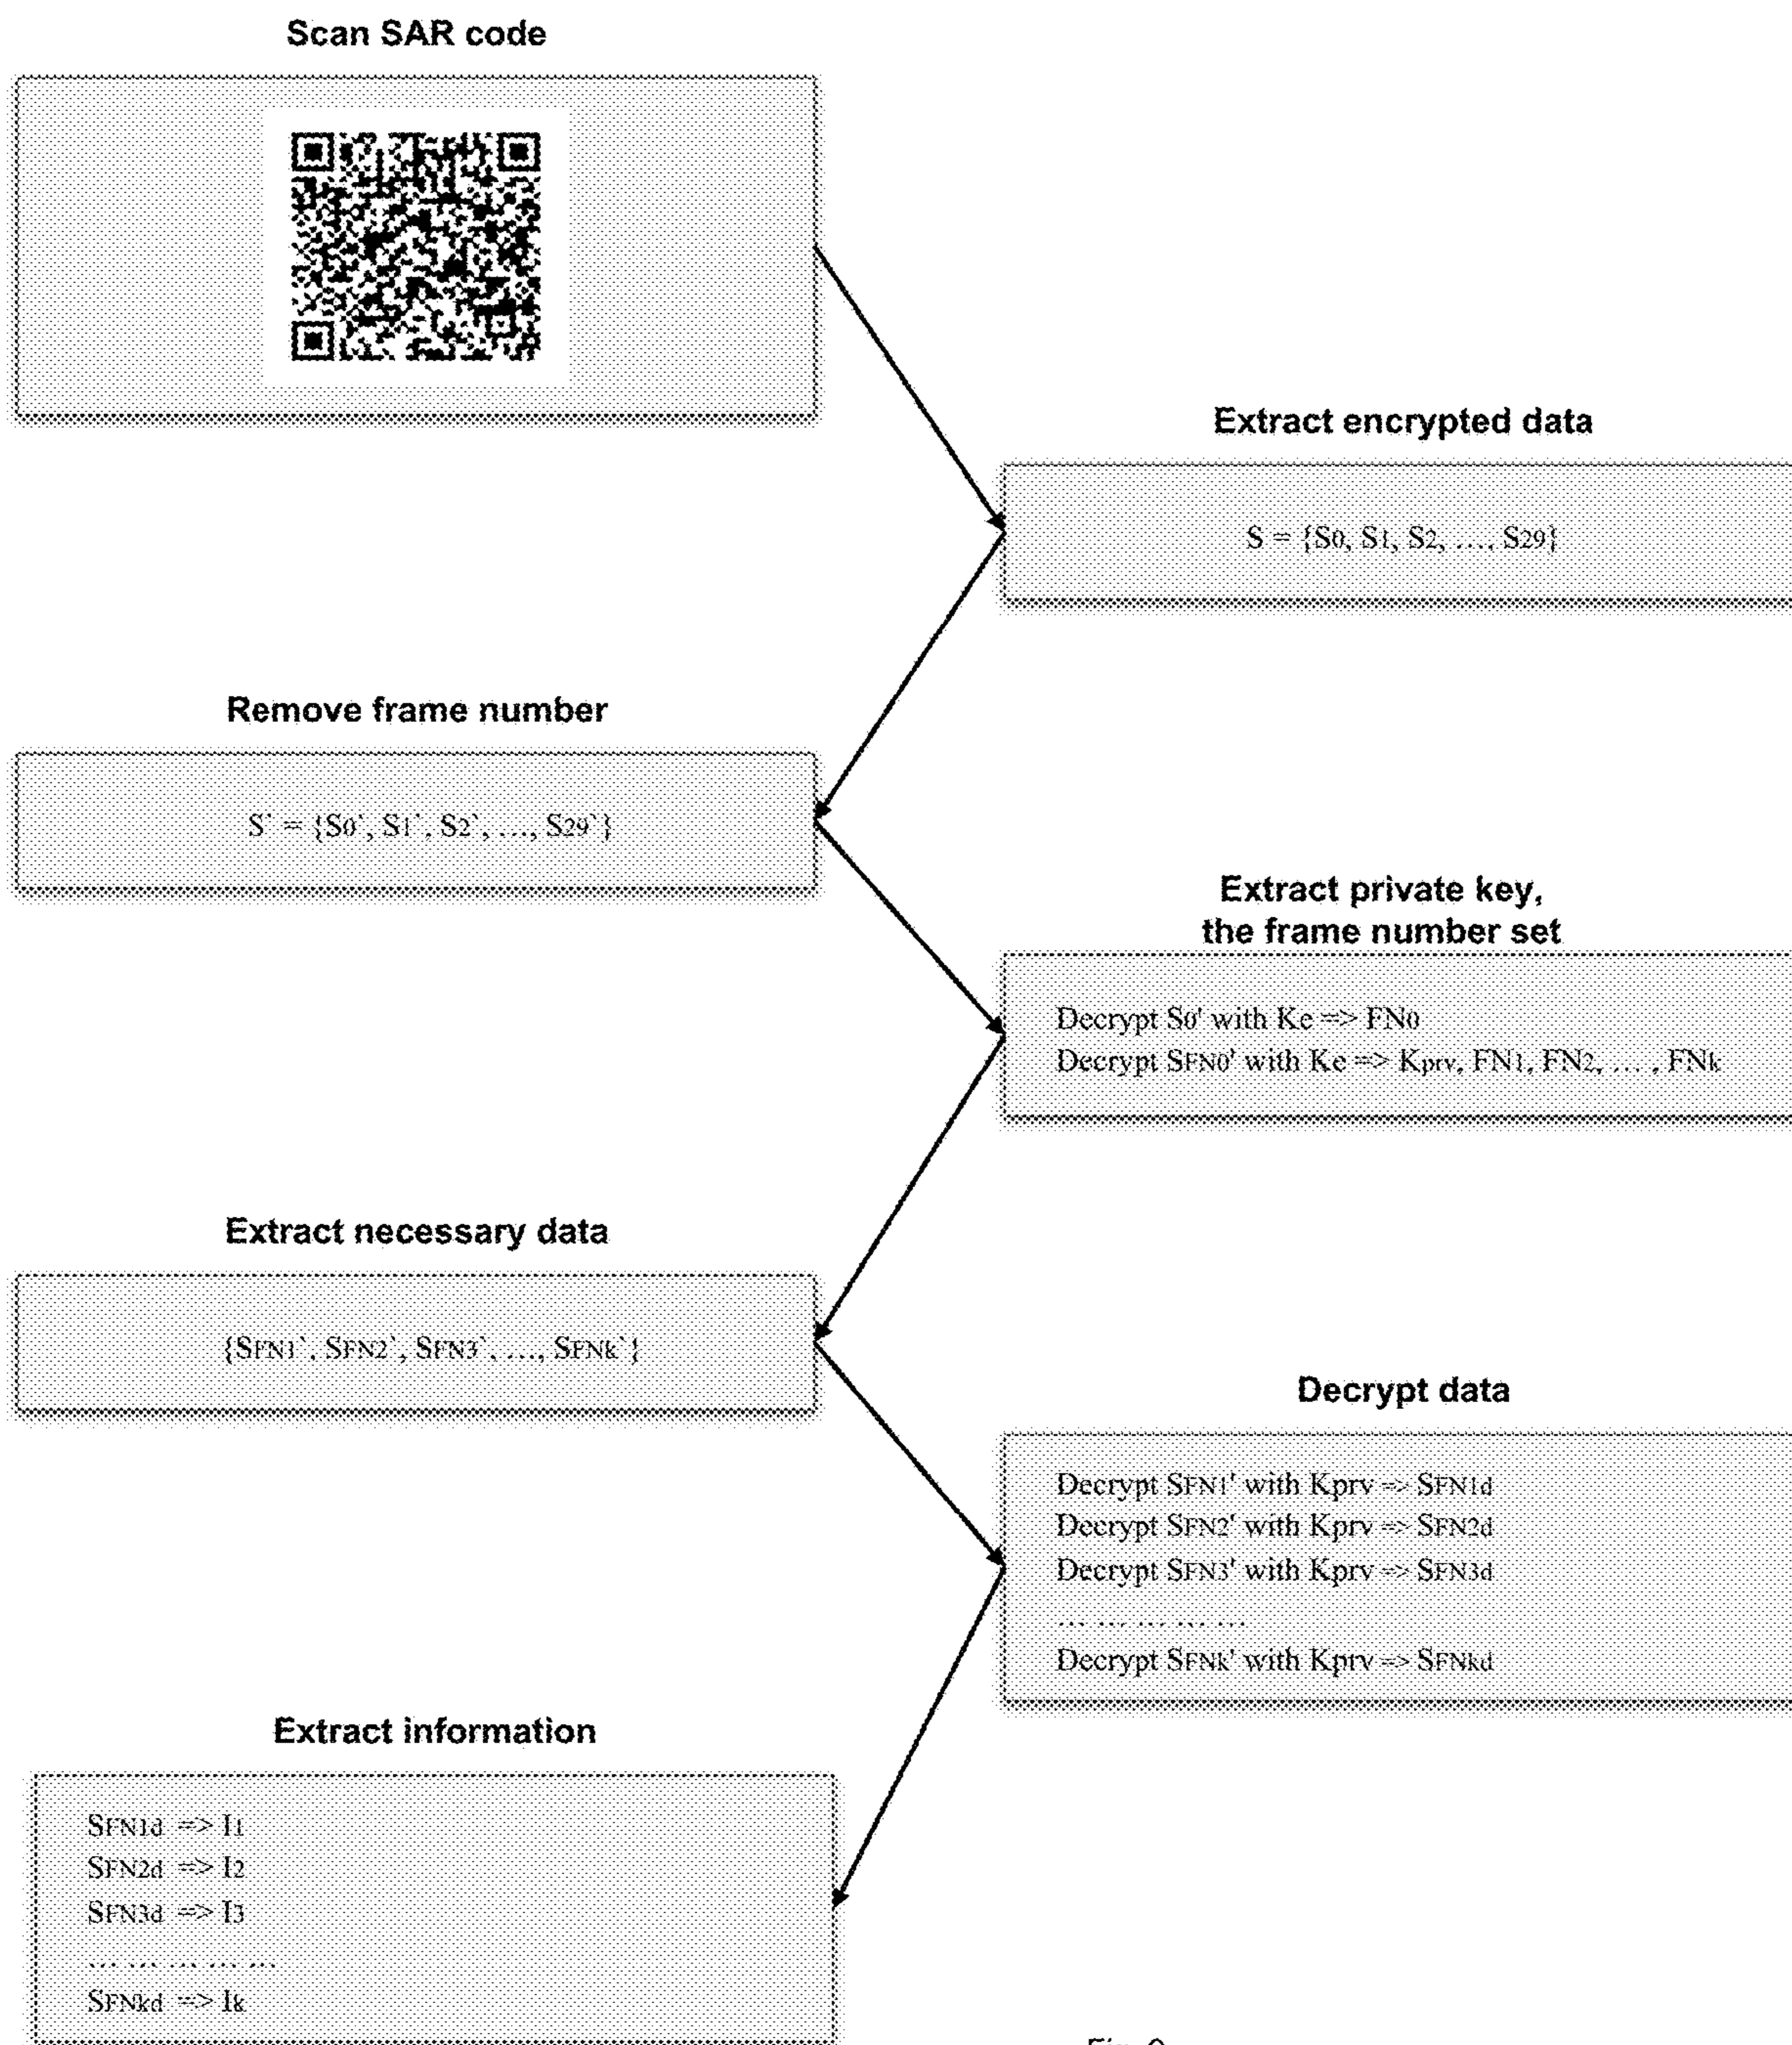 Scan SAR code
Extract encrypted data
S = {S0, S1, S2, …, S29}
Remove frame number
S` = {S0`, S1`, S2`, …, S29`}
Extract private key,
the frame number set
Decrypt S0' with Ke => FN0
Decrypt SFN0' with Ke => Kprv, FN1, FN2, … , FNk
Extract necessary data
{SFN1`, SFN2`, SFN3`, …, SFNk`}
Decrypt data
Decrypt SFN1' with Kprv => SFN1d
Decrypt SFN2' with Kprv => SFN2d
Decrypt SFN3' with Kprv => SFN3d
… … … … …
Decrypt SFNk' with Kprv => SFNkd
Extract information
SFN1d => I1
SFN2d => I2
SFN3d => I3
… … … … …
SFNkd => Ik